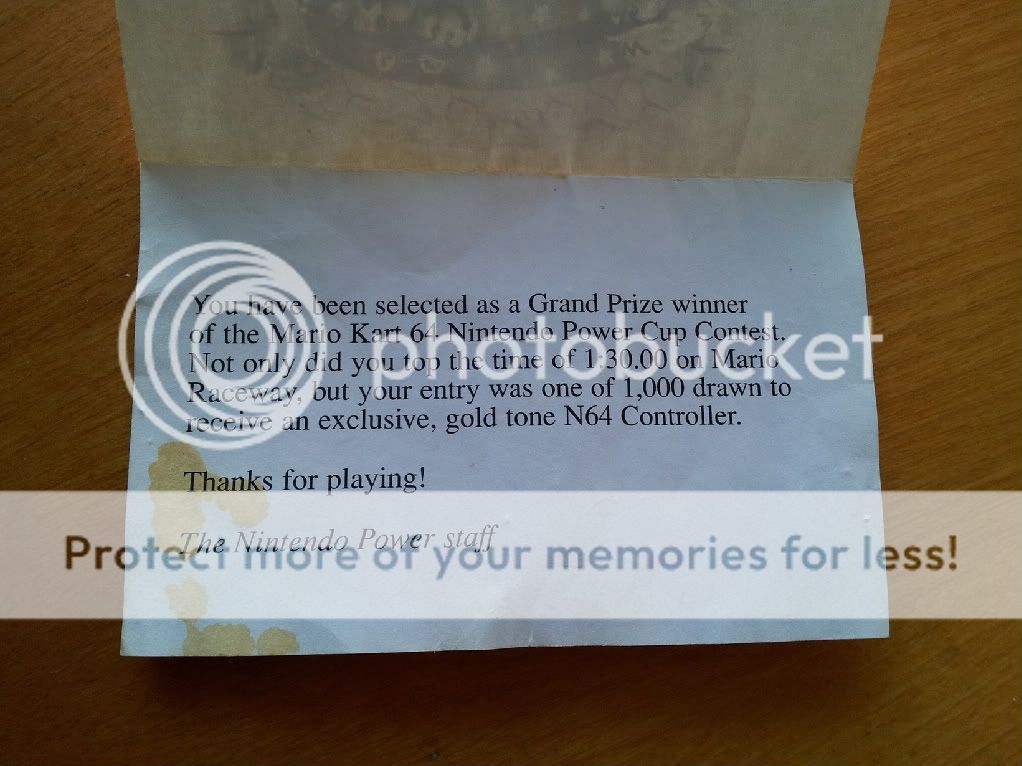 You have been selected as a Grand Prize winner
of the Mario Kart 64 Nintendo Power Cup Contest.
Not only did you top the time of 1:30.00 on Mario
Raceway, but your entry was one of 1,000 drawn to
receive an exclusive, gold tone N64 Controller.
Thanks for playing!
The Nintendo Power staff
photobucket
Protect more of your memories for less!